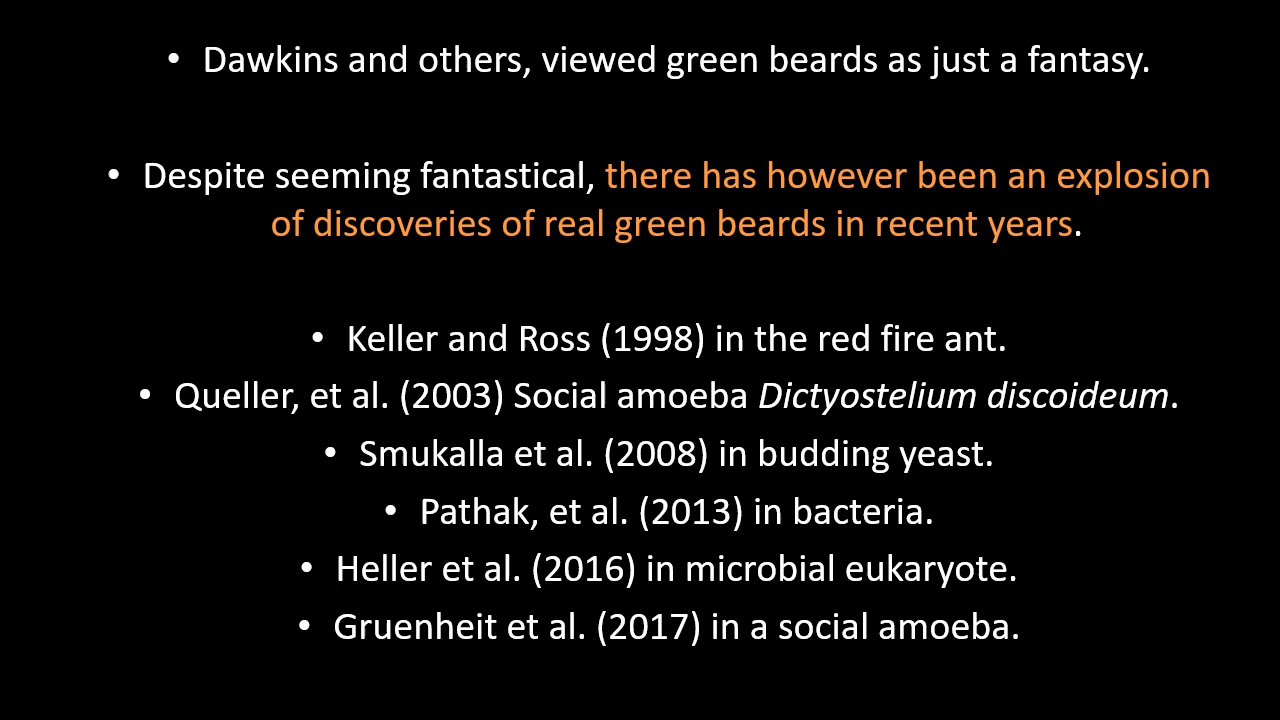 • Dawkins and others, viewed green beards as just a fantasy.
• Despite seeming fantastical, there has however been an explosion
of discoveries of real green beards in recent years.
• Keller and Ross (1998) in the red fire ant.
• Queller, et al. (2003) Social amoeba Dictyostelium discoideum.
• Smukalla et al. (2008) in budding yeast.
• Pathak, et al. (2013) in bacteria.
• Heller et al. (2016) in microbial eukaryote.
• Gruenheit et al. (2017) in a social amoeba.